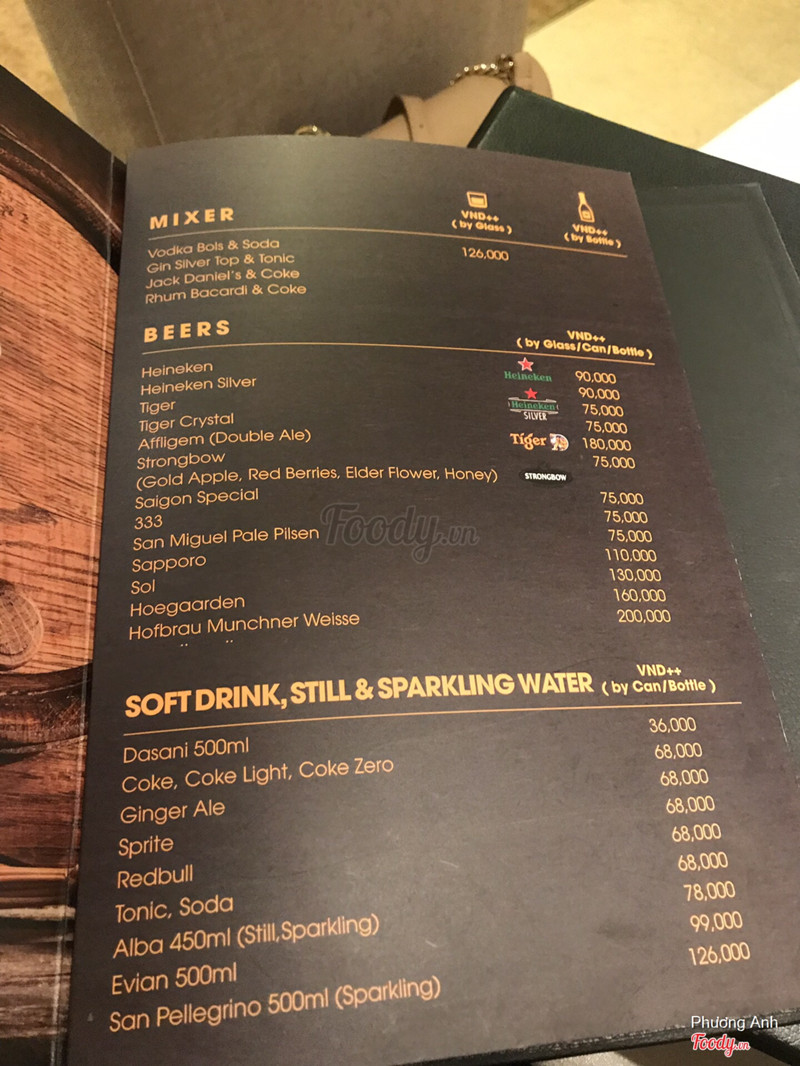 MIXER
VND++
( by Glass )
VND++
( by Bottle )
Vodka Bols & Soda
126,000
Gin Silver Top & Tonic
Jack Daniel's & Coke
Rhum Bacardi & Coke
BEERS
VND++
( by Glass/Can/Bottle )
Heineken
Heineken
90,000
Heineken Silver
Heineken
SILVER
90,000
Tiger
75,000
Tiger Crystal
75,000
Affligem (Double Ale)
Tiger
180,000
Strongbow
75,000
(Gold Apple, Red Berries, Elder Flower, Honey)
STRONGBOW
Saigon Special
75,000
333
75,000
San Miguel Pale Pilsen
75,000
Sapporo
110,000
Sol
130,000
Hoegaarden
160,000
Hofbrau Munchner Weisse
200,000
Foody.vn
SOFT DRINK, STILL & SPARKLING WATER
VND++
( by Can/Bottle )
Dasani 500ml
36,000
Coke, Coke Light, Coke Zero
68,000
Ginger Ale
68,000
Sprite
68,000
Redbull
68,000
Tonic, Soda
68,000
Alba 450ml (Still,Sparkling)
78,000
Evian 500ml
99,000
San Pellegrino 500ml (Sparkling)
126,000
Phương Anh
Foody.vn